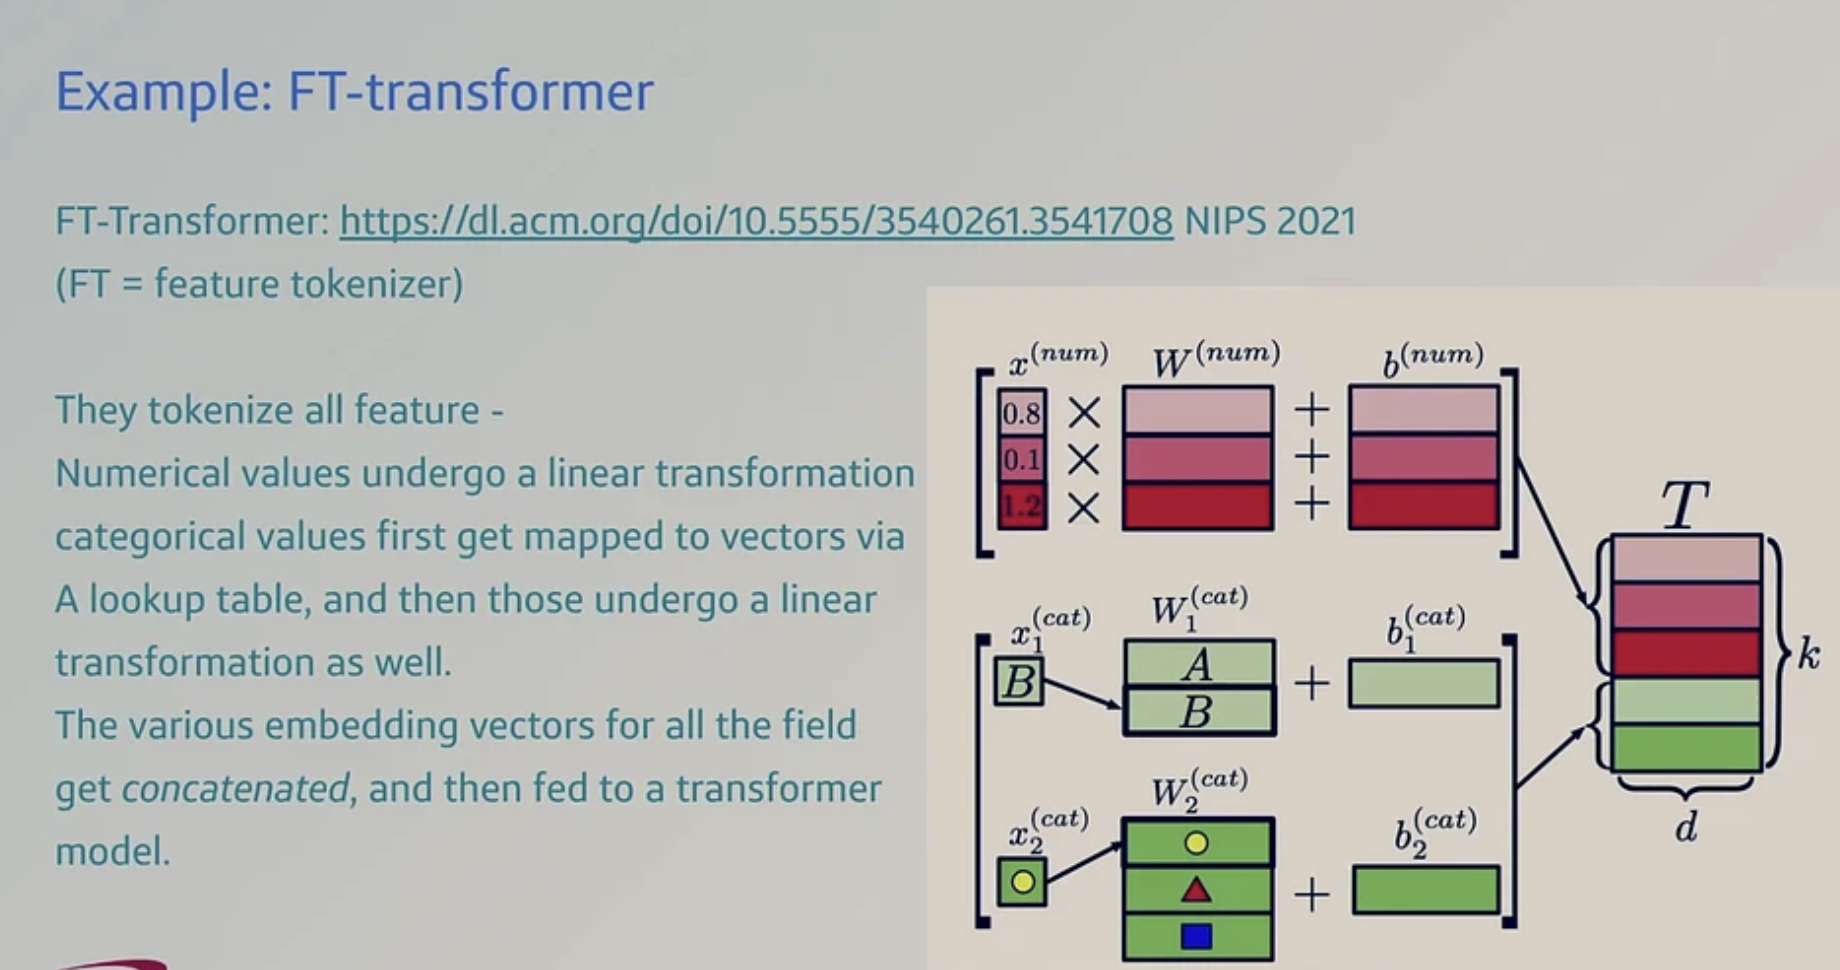 Example: FT-transformer
FT-Transformer: https://dl.acm.org/doi/10.5555/3540261.3541708 NIPS 2021
(FT = feature tokenizer)
They tokenize all feature -
Numerical values undergo a linear transformation
categorical values first get mapped to vectors via
A lookup table, and then those undergo a linear
transformation as well.
The various embedding vectors for all the field
get concatenated, and then fed to a transformer
model.
x^(num) W^(num) b^(num)
0.8 × +
0.1 × +
1.2 × +
x_1^(cat) W_1^(cat) b_1^(cat)
B A +
B
x_2^(cat) W_2^(cat) b_2^(cat)
+
T
k
d